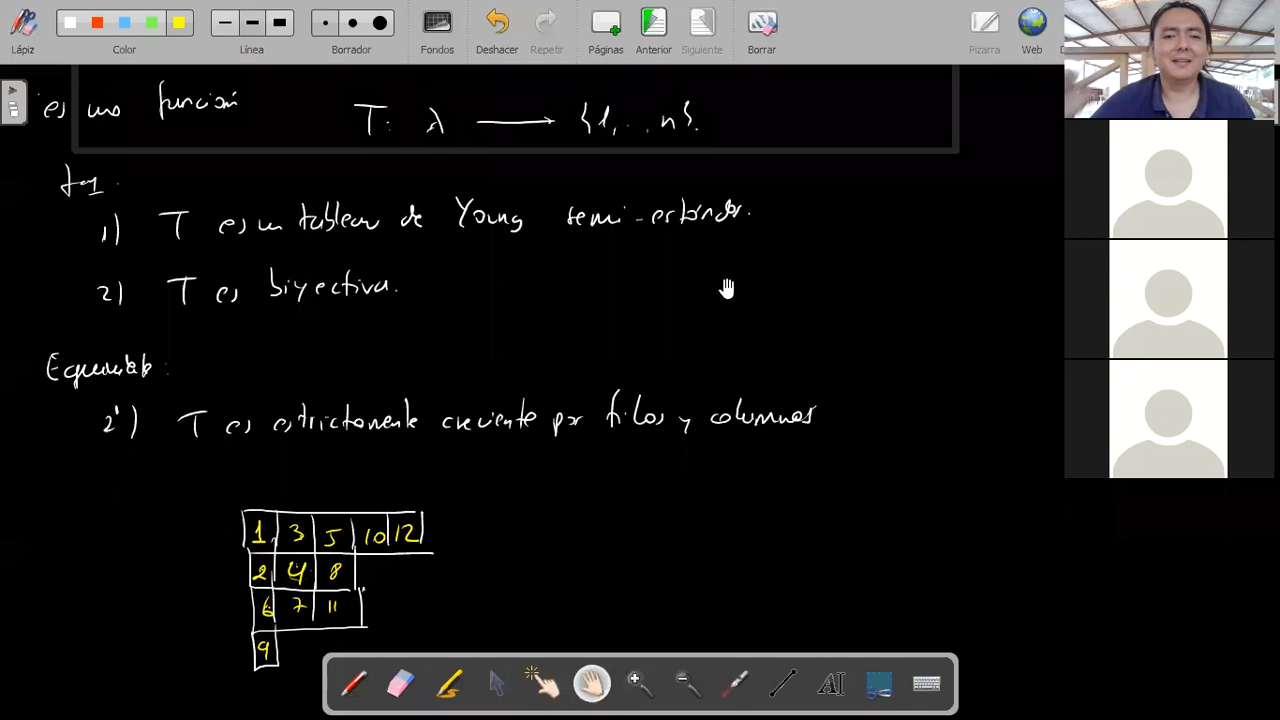 Lápiz Color Línea Borrador Fondos Deshacer Repetir Páginas Anterior Siguiente Borrar Pizarra Web
es una función T: λ → {1,...n}.
1) T es un tableau de Young semi-estándar.
2) T es biyectiva.
2') T es estrictamente creciente por filas y columnas
1 3 5 10 12
2 4 8
6 7 11
9